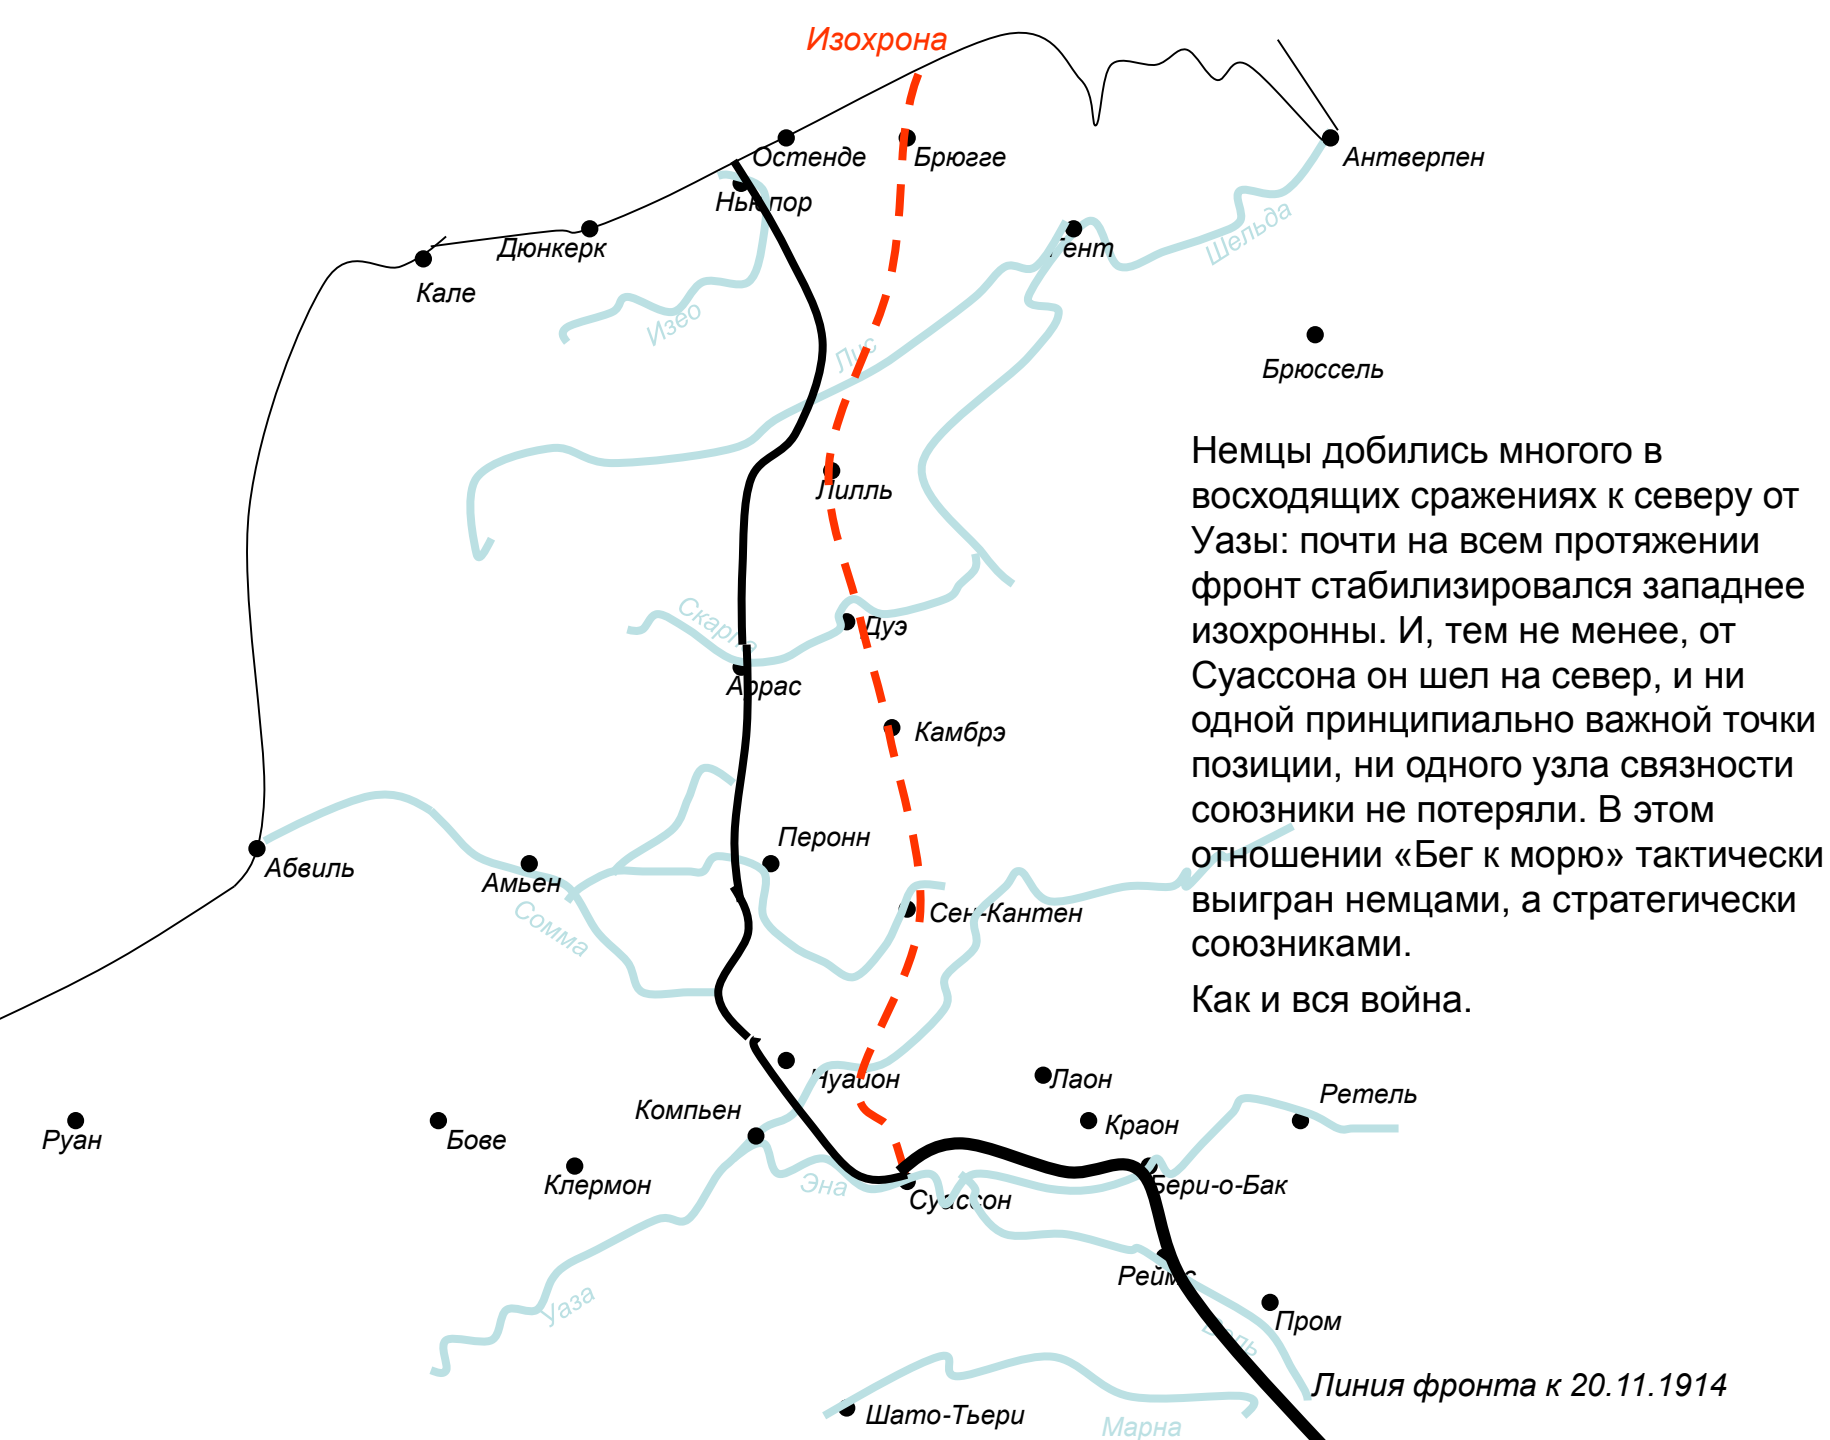 Изохрона
Остенде
Брюгге
Антверпен
Ньюпор
Шельда
Дюнкерк
Гент
Кале
Изео
Лис
Брюссель
Немцы добились многого в
восходящих сражениях к северу от
Уазы: почти на всем протяжении
фронт стабилизировался западнее
изохронны. И, тем не менее, от
Суассона он шел на север, и ни
одной принципиально важной точки
позиции, ни одного узла связности
союзники не потеряли. В этом
отношении «Бег к морю» тактически
выигран немцами, а стратегически
союзниками.
Как и вся война.
Лилль
Скарпа
Дуэ
Аррас
Камбрэ
Перонн
Абвиль
Амьен
Сен-Кантен
Сомма
Нуайон
Лаон
Ретель
Компьен
Краон
Руан
Бове
Клермон
Эна
Суассон
Бери-о-Бак
Реймс
Уаза
Пром
Вель
Линия фронта к 20.11.1914
Шато-Тьери
Марна